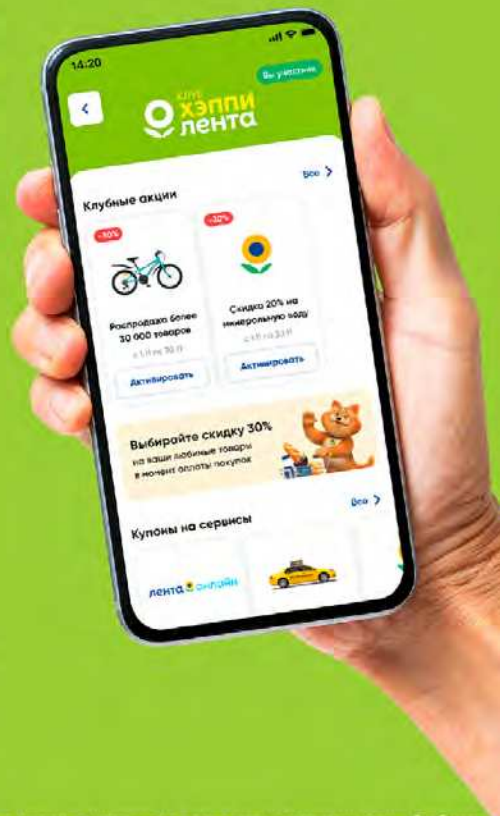 14:20
Вы участник
КЛУБ
ХЭППИ
лента
Клубные акции
Все
-20%
Распродажа более
30 000 товаров
Скидка 20% на
минеральную воду
Активировать
Активировать
Выбирайте скидку 30%
на ваши любимые товары
в момент оплаты покупок
Купоны на сервисы
Все
лента онлайн